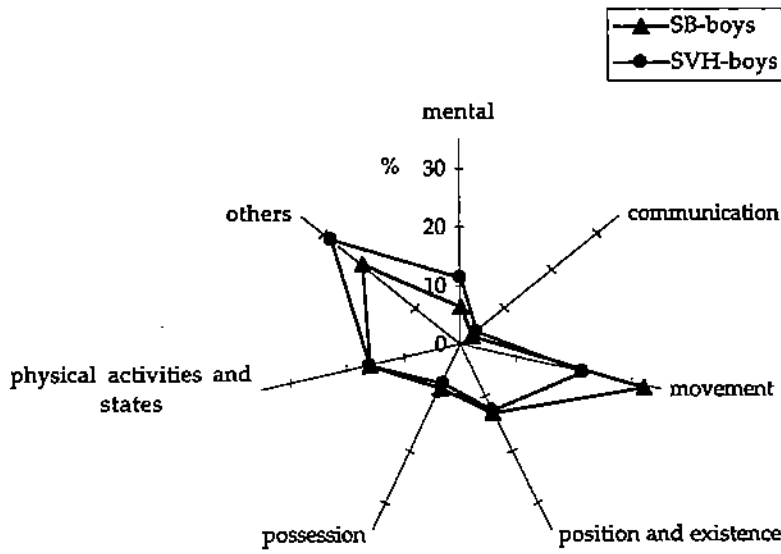 SB-boys
SVH-boys
mental
%
30
others
communication
20
10
0
physical activities and
states
movement
possession
position and existence